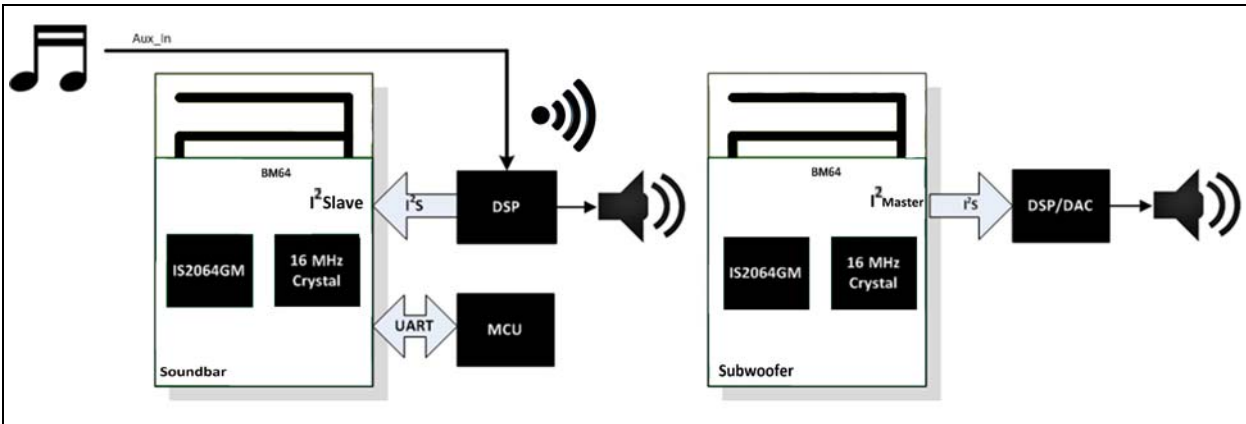 Aux_In
BM64
I²Slave
I²S
DSP
IS2064GM
16 MHz
Crystal
UART
MCU
Soundbar
BM64
I²Master
I²S
DSP/DAC
IS2064GM
16 MHz
Crystal
Subwoofer